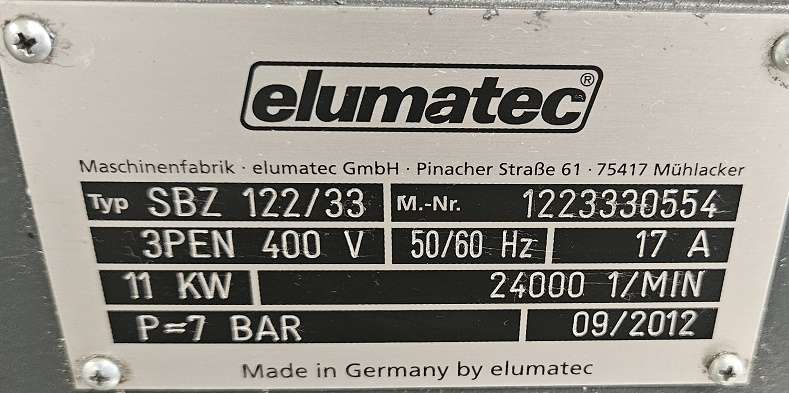 elumatec®
Maschinenfabrik · elumatec GmbH · Pinacher Straße 61 · 75417 Mühlacker
Typ SBZ 122/33 M.-Nr. 1223330554
3PEN 400 V 50/60 Hz 17 A
11 KW 24000 1/MIN
P=7 BAR 09/2012
Made in Germany by elumatec